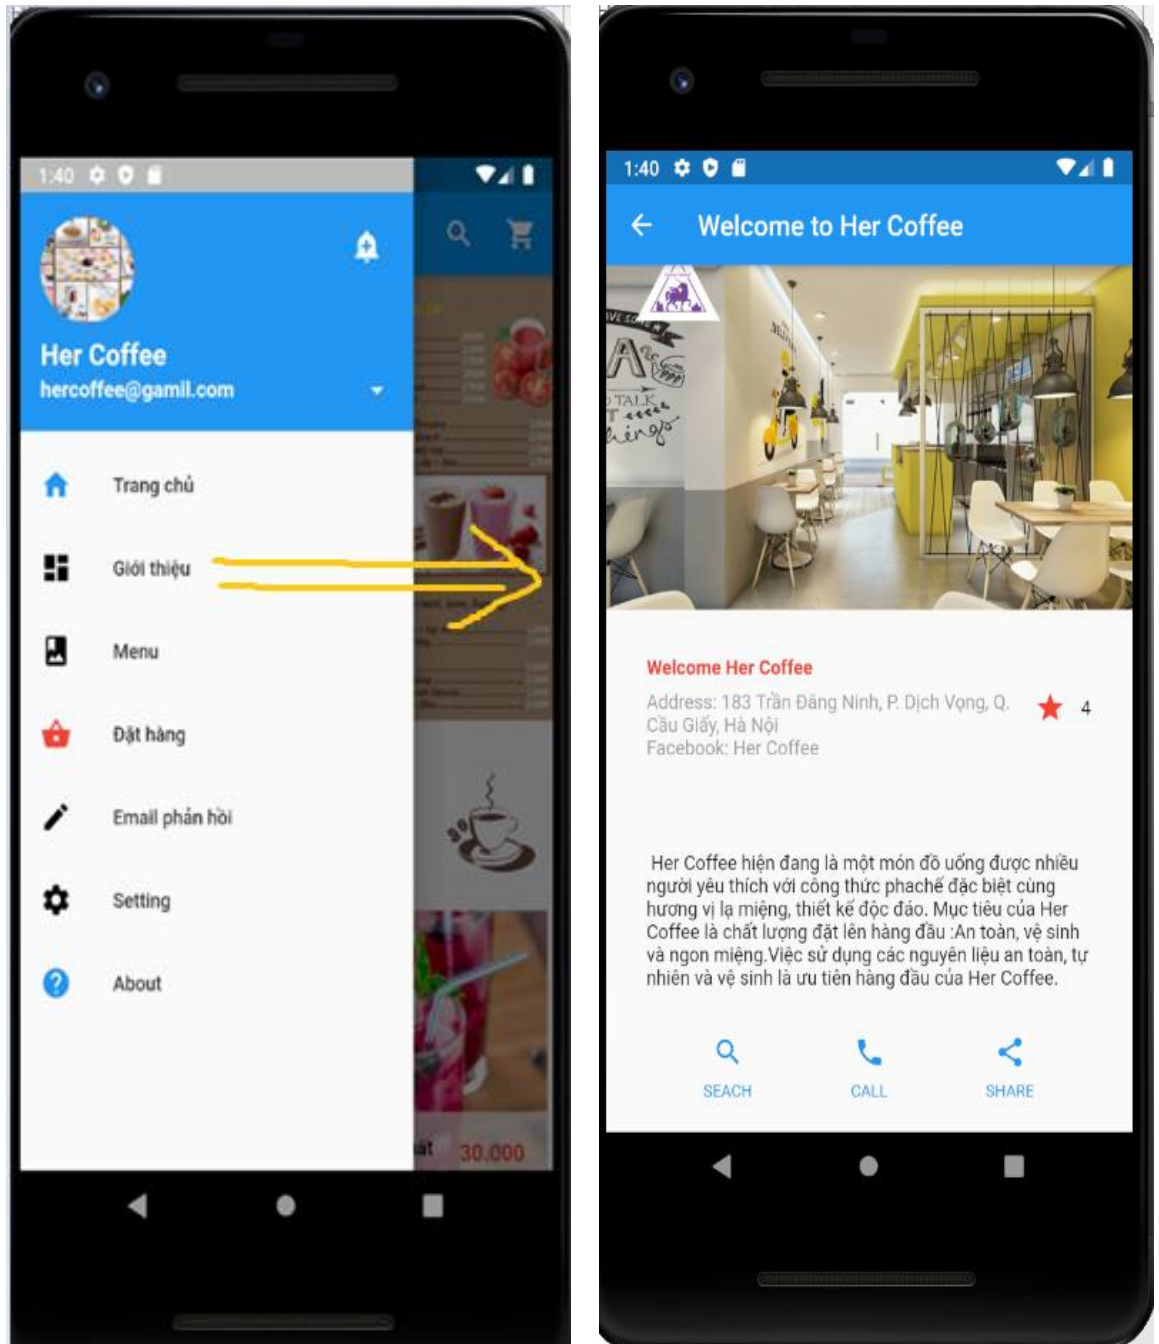 1:40
Her Coffee
hercoffee@gamil.com
Trang chủ
Giới thiệu
Menu
Đặt hàng
Email phản hồi
Setting
About
30.000
1:40
Welcome to Her Coffee
TALK
things
Welcome Her Coffee
Address: 183 Trần Đăng Ninh, P. Dịch Vọng, Q.
Cầu Giấy, Hà Nội
Facebook: Her Coffee
4
Her Coffee hiện đang là một món đồ uống được nhiều
người yêu thích với công thức phachế đặc biệt cùng
hương vị lạ miệng, thiết kế độc đáo. Mục tiêu của Her
Coffee là chất lượng đặt lên hàng đầu :An toàn, vệ sinh
và ngon miệng.Việc sử dụng các nguyên liệu an toàn, tự
nhiên và vệ sinh là ưu tiên hàng đầu của Her Coffee.
SEACH
CALL
SHARE